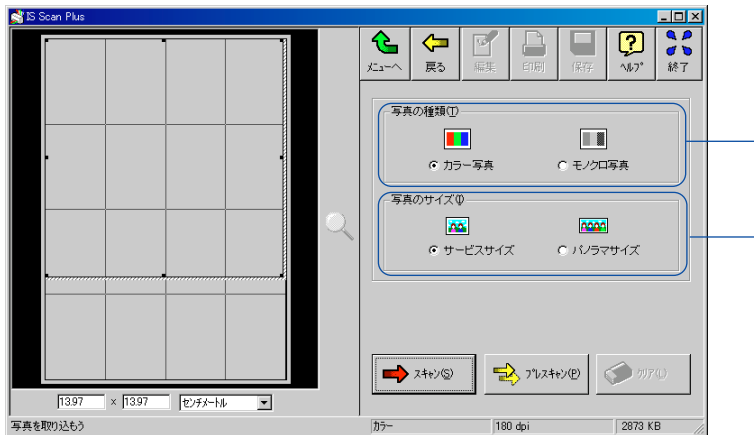 IS Scan Plus
メニューへ 戻る 編集 印刷 保存 ヘルプ 終了
写真の種類(T)
カラー写真 モノクロ写真
写真のサイズ(I)
サービスサイズ パノラマサイズ
スキャン(S) プレスキャン(P) クリア(L)
13.97 × 13.97 センチメートル
写真を取り込もう カラー 180 dpi 2873 KB